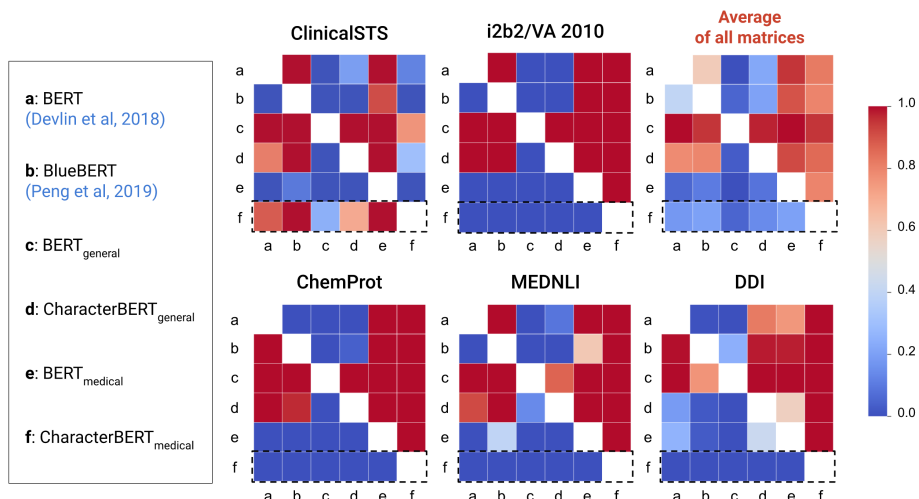 a: BERT
(Devlin et al, 2018)
b: BlueBERT
(Peng et al, 2019)
c: BERTgeneral
d: CharacterBERTgeneral
e: BERTmedical
f: CharacterBERTmedical
ClinicalSTS
a
b
c
d
e
f
a b c d e f
i2b2/VA 2010
a
b
c
d
e
f
a b c d e f
Average
of all matrices
a
b
c
d
e
f
a b c d e f
ChemProt
a
b
c
d
e
f
a b c d e f
MEDNLI
a
b
c
d
e
f
a b c d e f
DDI
a
b
c
d
e
f
a b c d e f
1.0
0.8
0.6
0.4
0.2
0.0